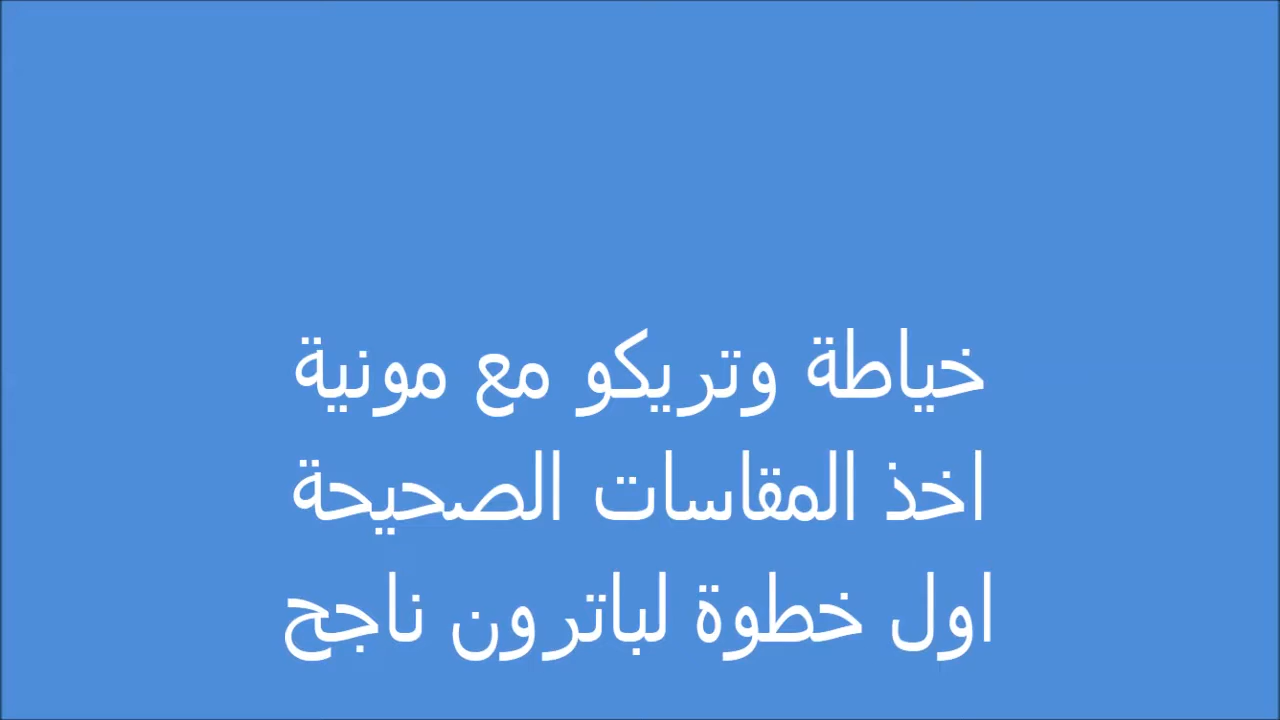 خياطة وتريكو مع مونية
اخذ المقاسات الصحيحة
اول خطوة لباترون ناجح